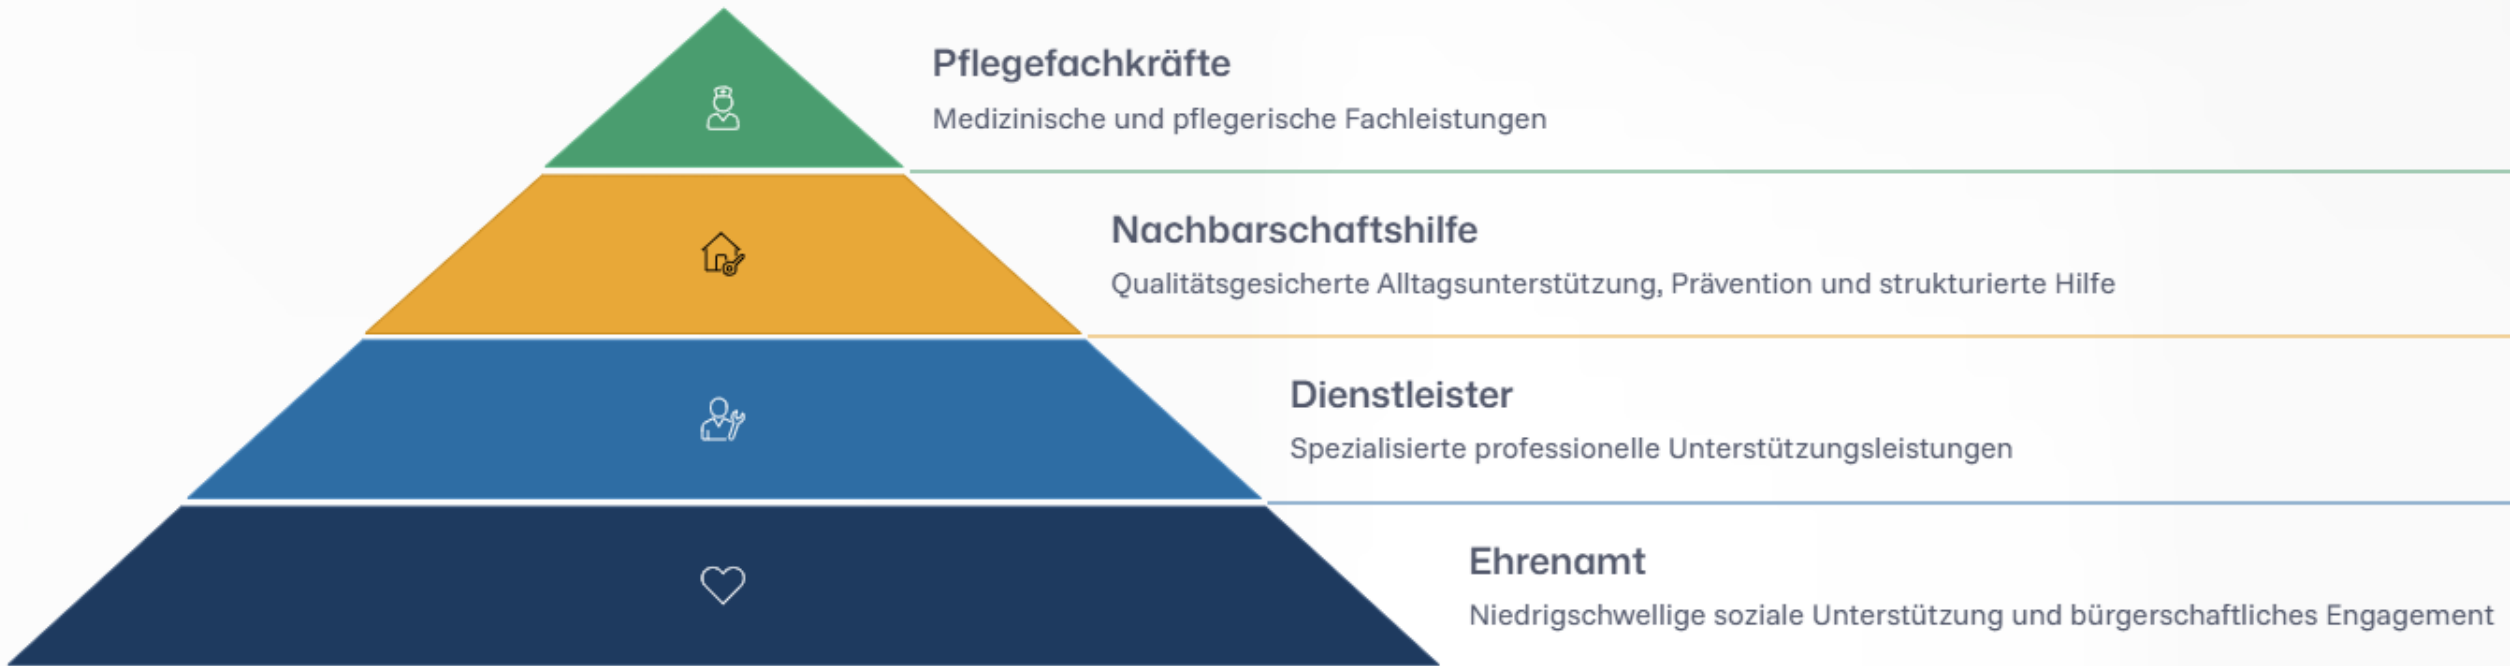 Pflegefachkräfte
Medizinische und pflegerische Fachleistungen
Nachbarschaftshilfe
Qualitätsgesicherte Alltagsunterstützung, Prävention und strukturierte Hilfe
Dienstleister
Spezialisierte professionelle Unterstützungsleistungen
Ehrenamt
Niedrigschwellige soziale Unterstützung und bürgerschaftliches Engagement